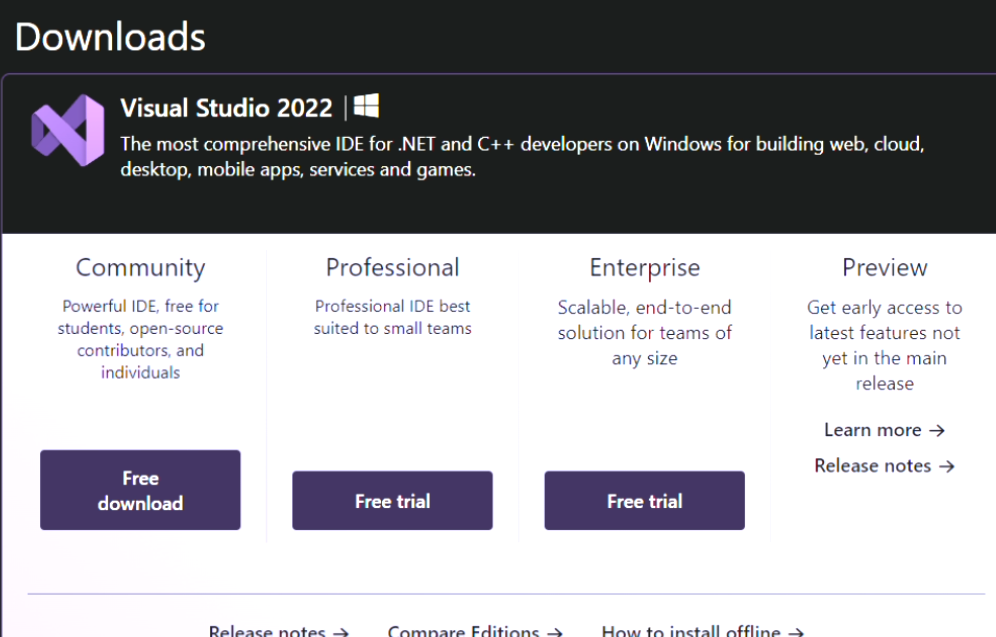 Downloads
Visual Studio 2022 |
The most comprehensive IDE for .NET and C++ developers on Windows for building web, cloud,
desktop, mobile apps, services and games.
Community
Powerful IDE, free for
students, open-source
contributors, and
individuals
Free
download
Professional
Professional IDE best
suited to small teams
Free trial
Enterprise
Scalable, end-to-end
solution for teams of
any size
Free trial
Preview
Get early access to
latest features not
yet in the main
release
Learn more →
Release notes →
Release notes → Compare Editions → How to install offline →